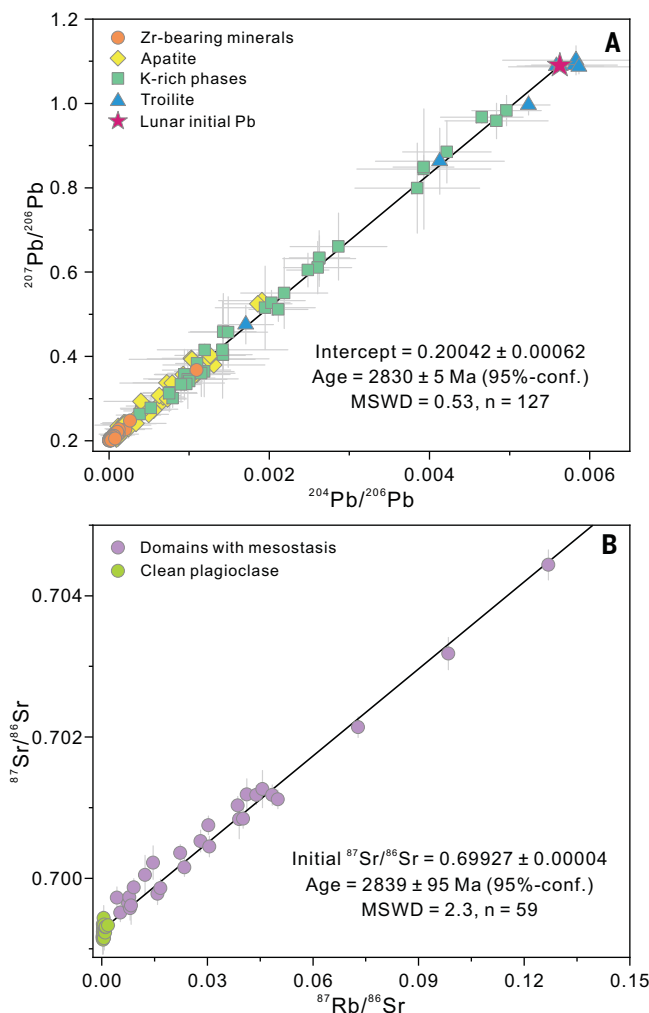 A
Zr-bearing minerals
Apatite
K-rich phases
Troilite
Lunar initial Pb
1.2
1.0
0.8
0.6
0.4
0.2
²⁰⁷Pb/²⁰⁶Pb
Intercept = 0.20042 ± 0.00062
Age = 2830 ± 5 Ma (95%-conf.)
MSWD = 0.53, n = 127
0.000
0.002
0.004
0.006
²⁰⁴Pb/²⁰⁶Pb
B
Domains with mesostasis
Clean plagioclase
0.704
0.702
0.700
⁸⁷Sr/⁸⁶Sr
Initial ⁸⁷Sr/⁸⁶Sr = 0.69927 ± 0.00004
Age = 2839 ± 95 Ma (95%-conf.)
MSWD = 2.3, n = 59
0.00
0.03
0.06
0.09
0.12
0.15
⁸⁷Rb/⁸⁶Sr